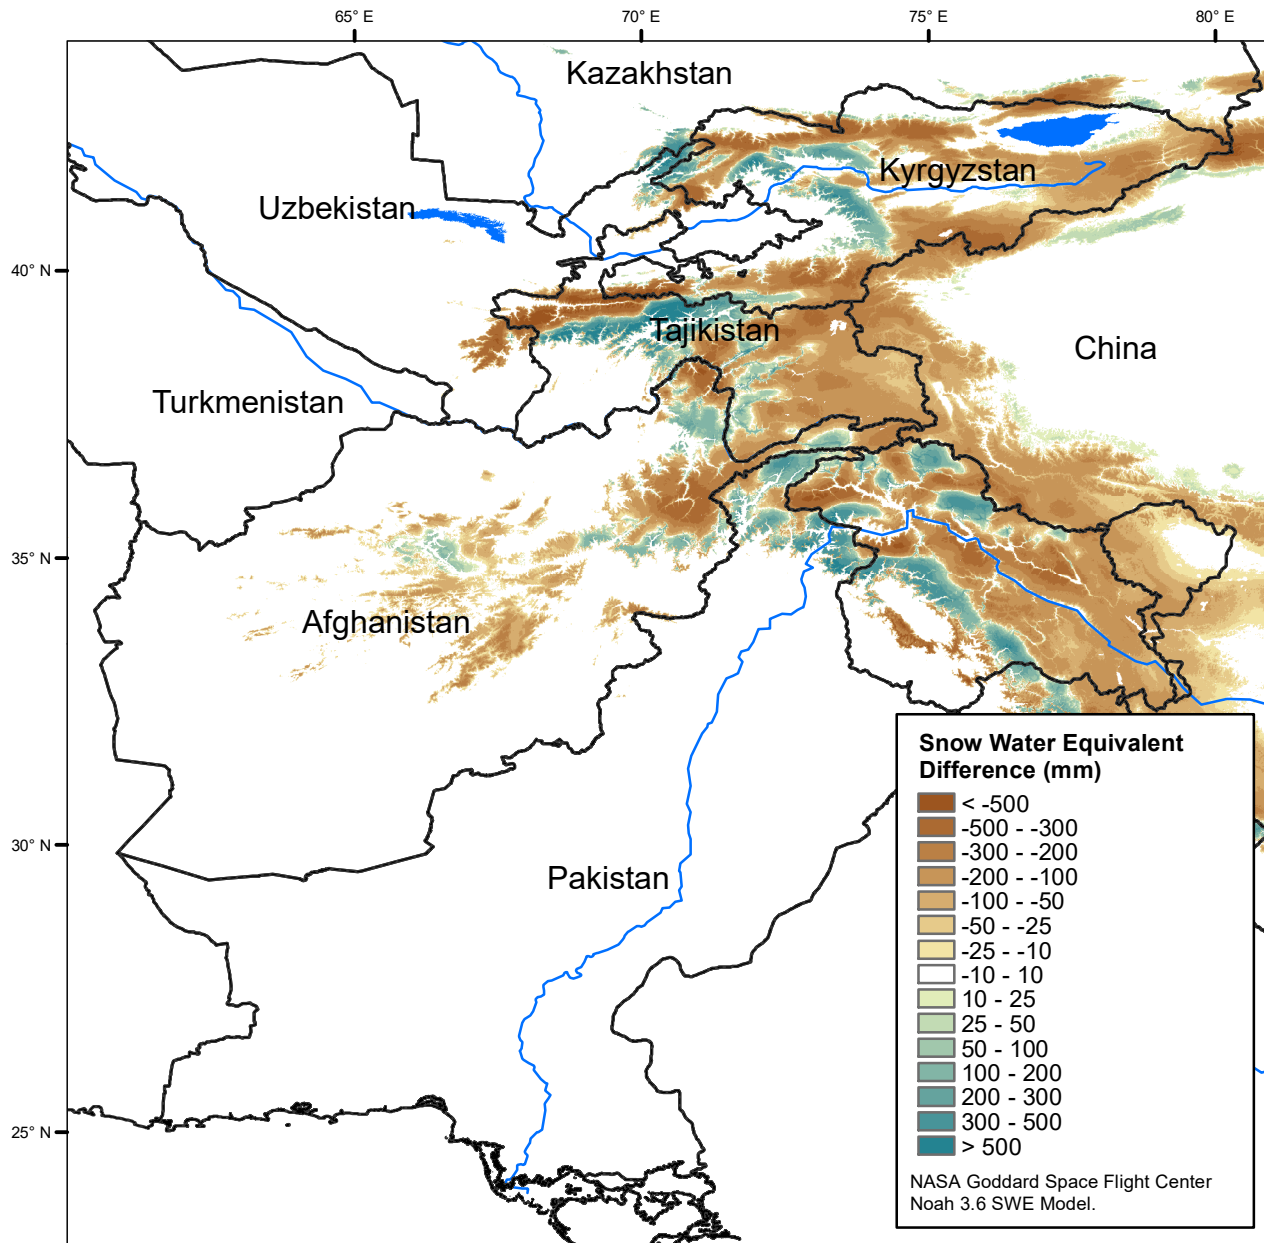 65° E
70° E
75° E
80° E
Kazakhstan
Kyrgyzstan
Uzbekistan
40° N
Tajikistan
China
Turkmenistan
35° N
Afghanistan
30° N
Pakistan
25° N
Snow Water Equivalent
Difference (mm)
< -500
-500 - -300
-300 - -200
-200 - -100
-100 - -50
-50 - -25
-25 - -10
-10 - 10
10 - 25
25 - 50
50 - 100
100 - 200
200 - 300
300 - 500
> 500
NASA Goddard Space Flight Center
Noah 3.6 SWE Model.